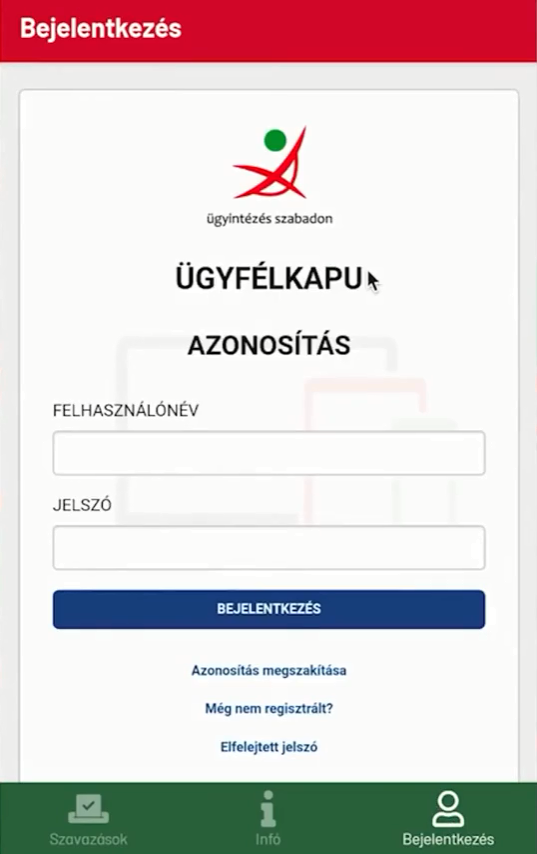 Bejelentkezés
ügyintézés szabadon
ÜGYFÉLKAPU
AZONOSÍTÁS
FELHASZNÁLÓNÉV
JELSZÓ
BEJELENTKEZÉS
Azonosítás megszakítása
Még nem regisztrált?
Elfelejtett jelszó
Szavazások
Infó
Bejelentkezés